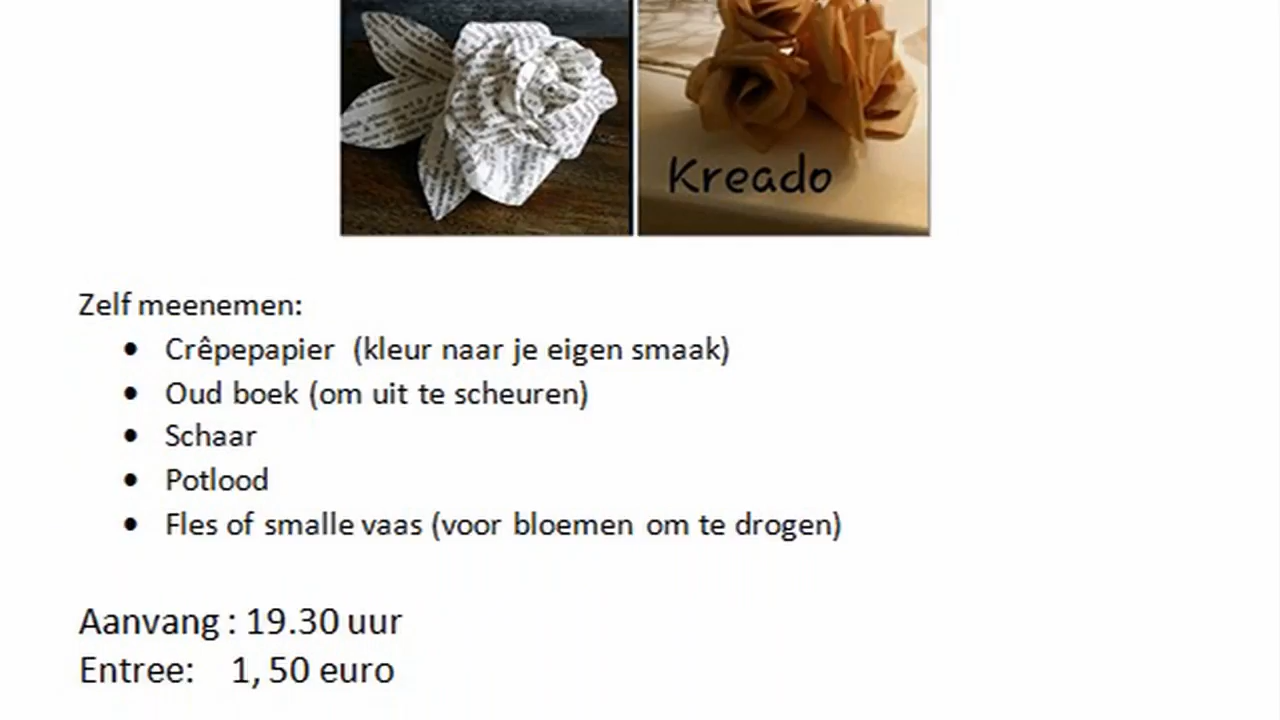 Kreado
Zelf meenemen:
• Crêpepapier (kleur naar je eigen smaak)
• Oud boek (om uit te scheuren)
• Schaar
• Potlood
• Fles of smalle vaas (voor bloemen om te drogen)
Aanvang : 19.30 uur
Entree: 1, 50 euro